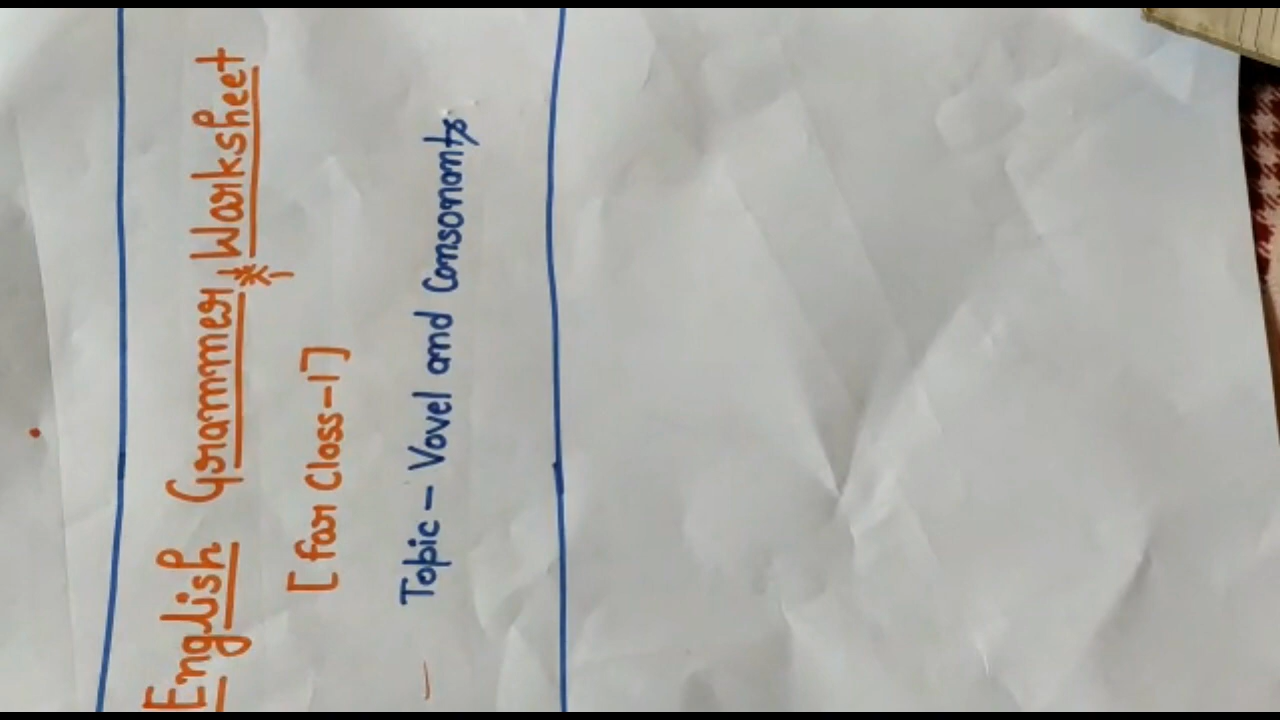 English Grammer Worksheet
[For Class-1]
Topic - Vovel and Consonants